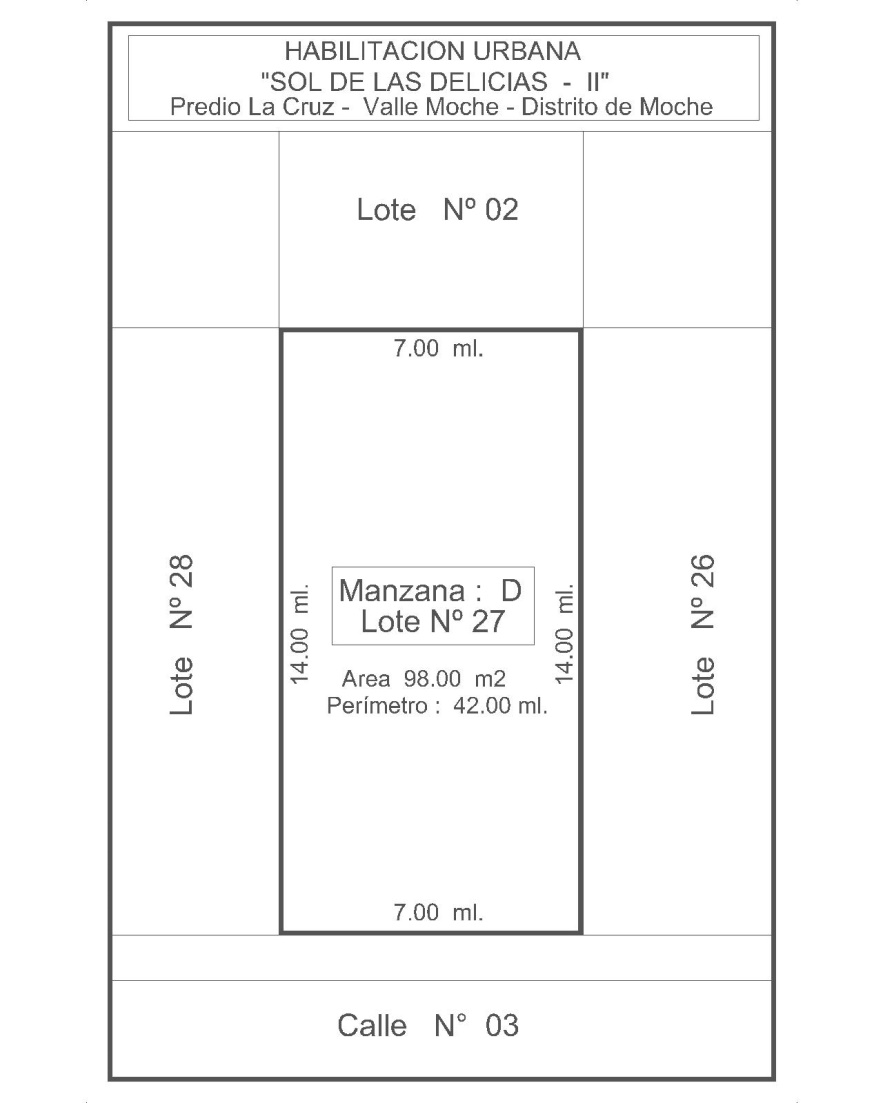 HABILITACION URBANA
"SOL DE LAS DELICIAS - II"
Predio La Cruz - Valle Moche - Distrito de Moche
Lote Nº 02
7.00 ml.
Lote Nº 28
14.00 ml.
Manzana : D
Lote Nº 27
Area 98.00 m2
Perímetro : 42.00 ml.
14.00 ml.
Lote Nº 26
7.00 ml.
Calle N° 03